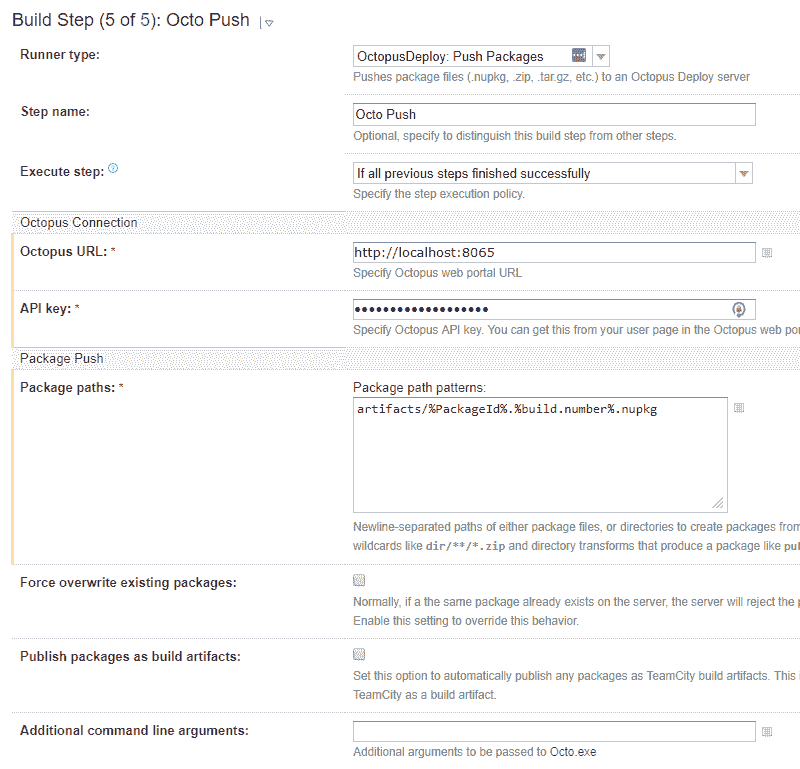 Build Step (5 of 5): Octo Push
Runner type:
OctopusDeploy: Push Packages
Pushes package files (.nupkg, .zip, .tar.gz, etc.) to an Octopus Deploy server
Step name:
Octo Push
Optional, specify to distinguish this build step from other steps.
Execute step:
If all previous steps finished successfully
Specify the step execution policy.
Octopus Connection
Octopus URL: *
http://localhost:8065
Specify Octopus web portal URL
API key: *
•••••••••••••••••••
Specify Octopus API key. You can get this from your user page in the Octopus web por
Package Push
Package paths: *
Package path patterns:
artifacts/%PackageId%.%build.number%.nupkg
Newline-separated paths of either package files, or directories to create packages from
wildcards like dir/**/*.zip and directory transforms that produce a package like pub
Force overwrite existing packages:
Normally, if a the same package already exists on the server, the server will reject the p
Enable this setting to override this behavior.
Publish packages as build artifacts:
Set this option to automatically publish any packages as TeamCity build artifacts. This i
TeamCity as a build artifact.
Additional command line arguments:
Additional arguments to be passed to Octo.exe